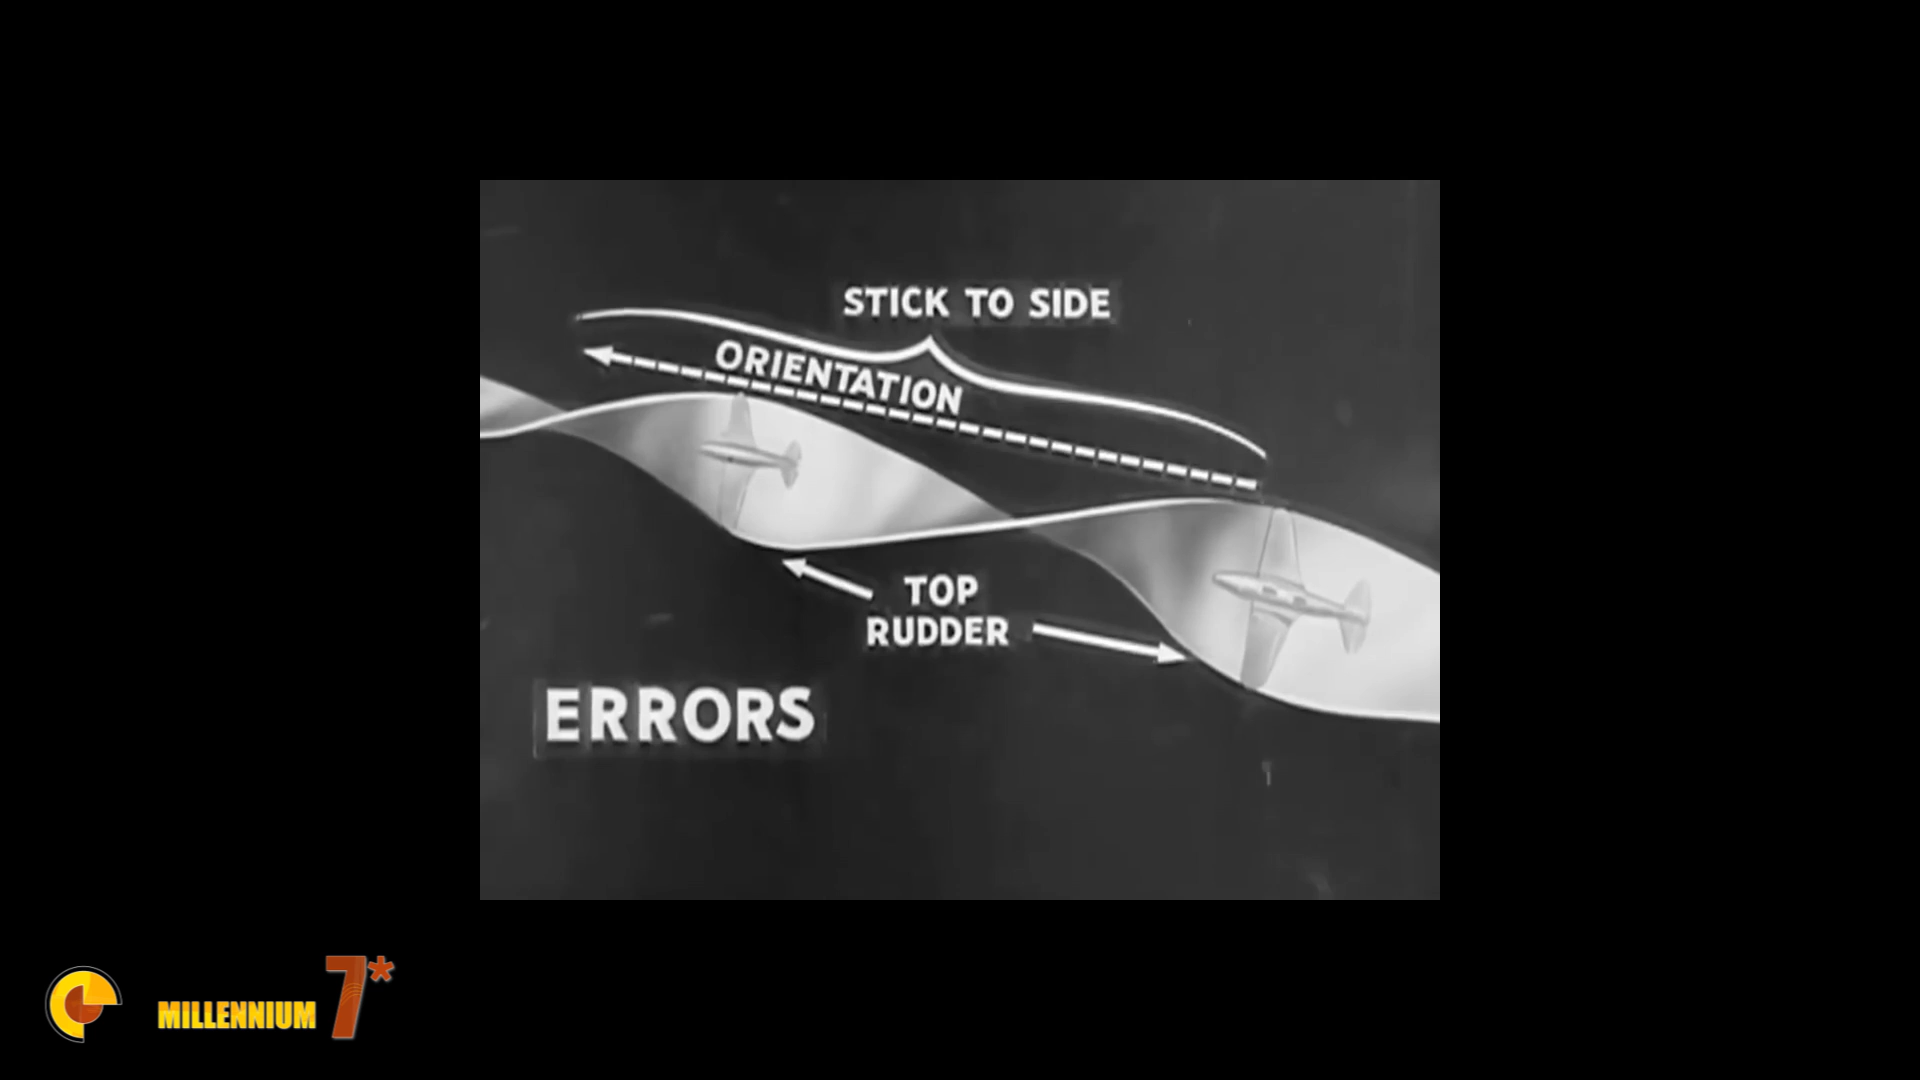 STICK TO SIDE
ORIENTATION
TOP
RUDDER
ERRORS
MILLENNIUM 7*